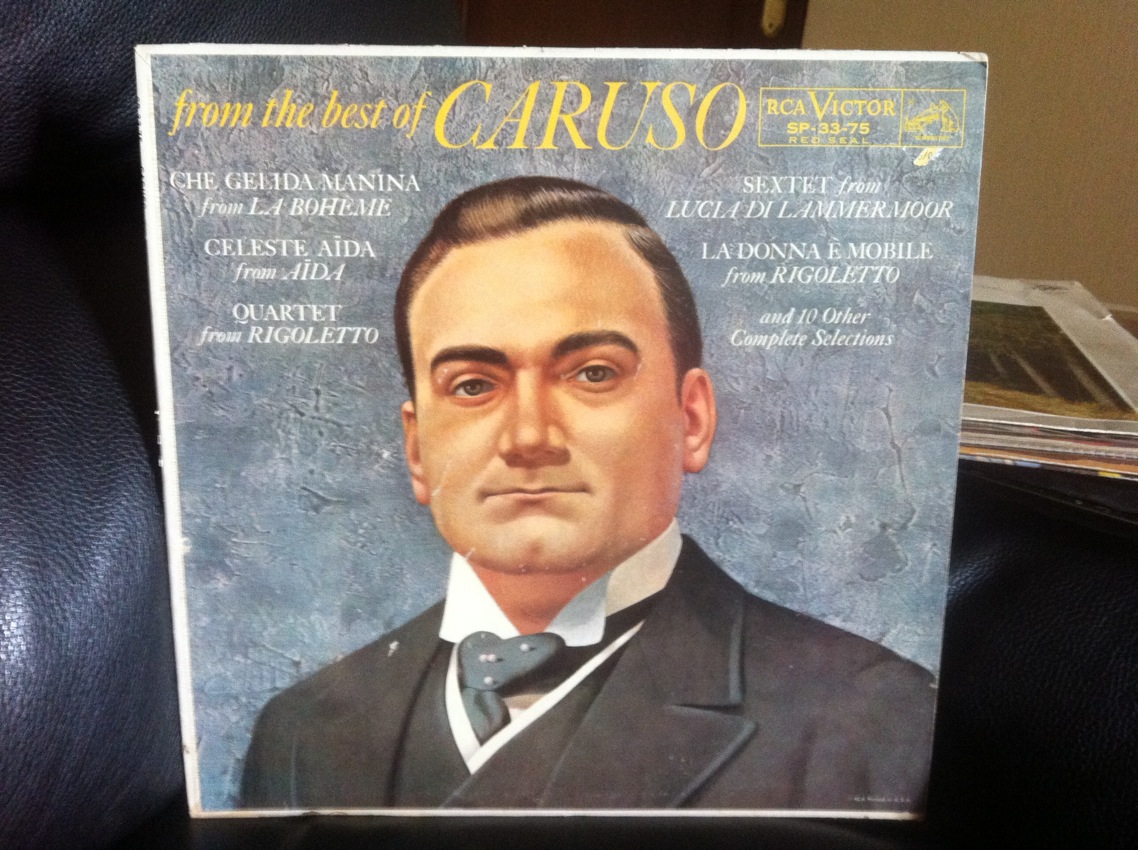 from the best of CARUSO
RCA VICTOR
SP-33-75
RED SEAL
CHE GELIDA MANINA
from LA BOHEME
CELESTE AÏDA
from AÏDA
QUARTET
from RIGOLETTO
SEXTET from
LUCIA DI LAMMERMOOR
LA DONNA È MOBILE
from RIGOLETTO
and 10 Other
Complete Selections